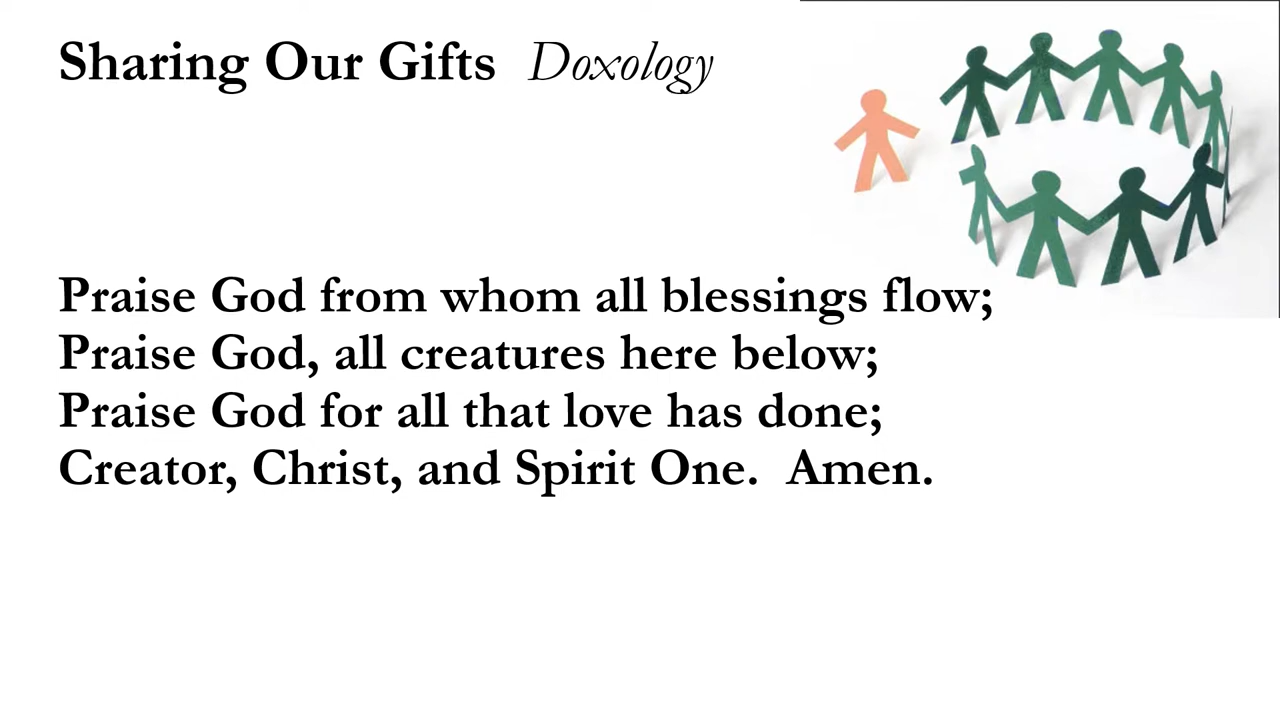 Sharing Our Gifts Doxology
Praise God from whom all blessings flow;
Praise God, all creatures here below;
Praise God for all that love has done;
Creator, Christ, and Spirit One. Amen.